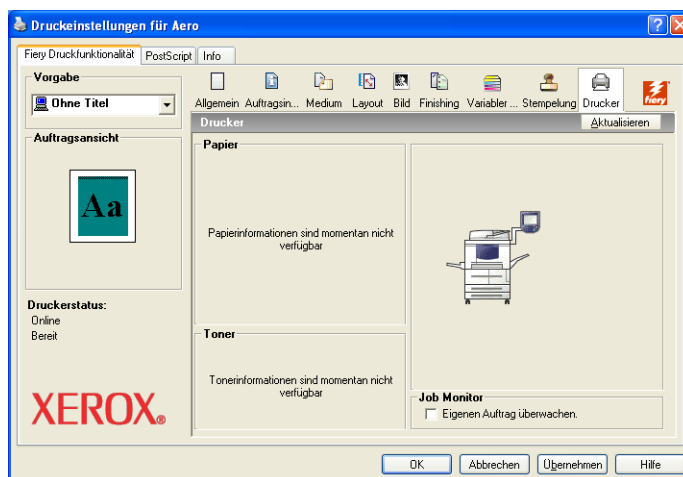 Druckeinstellungen für Aero
Fiery Druckfunktionalität PostScript Info
Vorgabe
Ohne Titel
Allgemein Auftragsin... Medium Layout Bild Finishing Variabler ... Stempelung Drucker
fiery
Drucker Aktualisieren
Auftragsansicht
Aa
Papier
Papierinformationen sind momentan nicht
verfügbar
Druckerstatus:
Online
Bereit
Toner
Tonerinformationen sind momentan nicht
verfügbar
XEROX®
Job Monitor
Eigenen Auftrag überwachen.
OK Abbrechen Übernehmen Hilfe